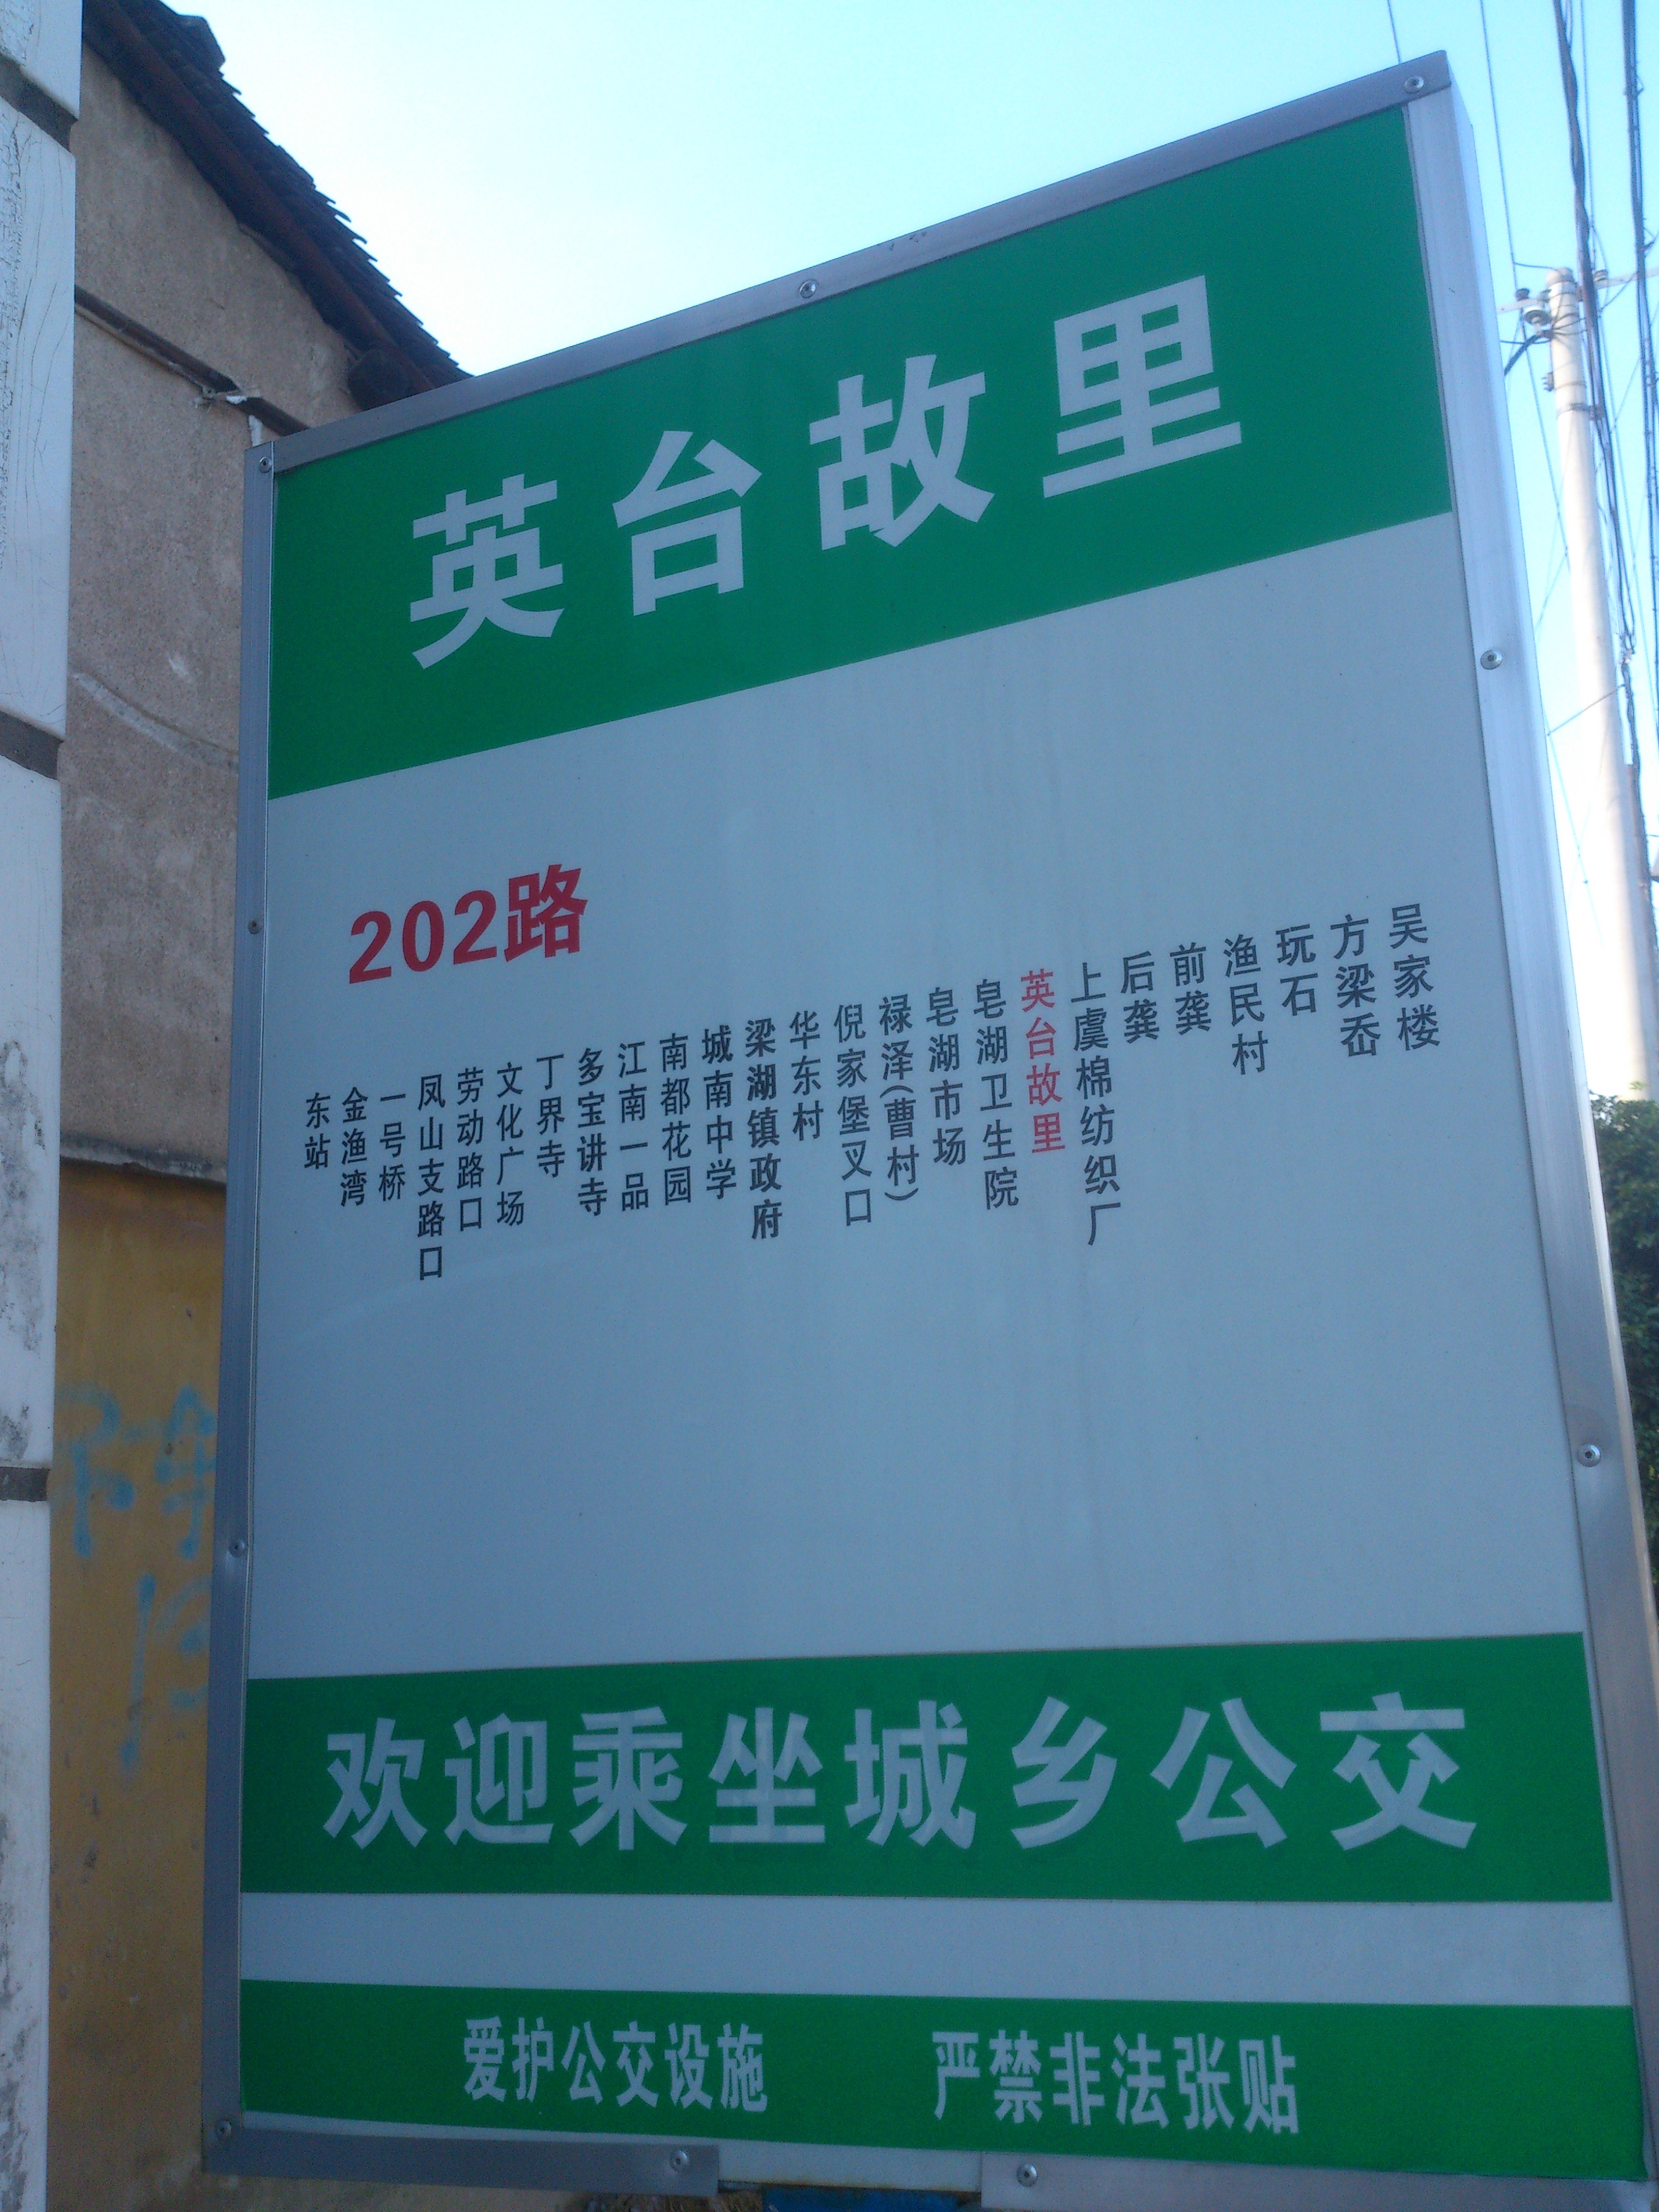 英台故里
202路
东站
金渔湾
一号桥
凤山支路口
劳动路口
文化广场
丁界寺
多宝讲寺
江南一品
南都花园
城南中学
梁湖镇政府
华东村
倪家堡叉口
禄泽(曹村)
皂湖市场
皂湖卫生院
英台故里
上虞棉纺织厂
后龚
前龚
渔民村
玩石
方梁岙
吴家楼
欢迎乘坐城乡公交
爱护公交设施 严禁非法张贴